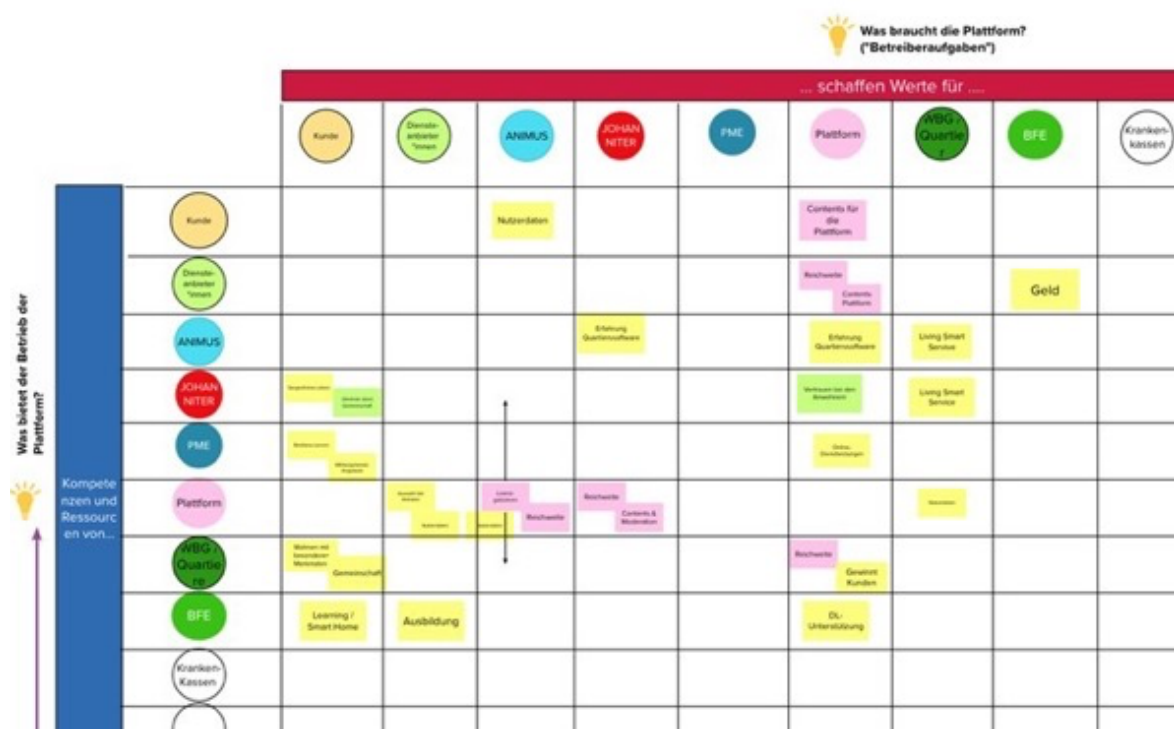 Was braucht die Plattform?
("Betreiberaufgaben")
... schaffen Werte für ....
Kunde
Dienste-
anbieter
*innen
ANIMUS
JOHAN
NITER
PME
Plattform
WBG /
Quartie
r
BFE
Kranken-
kassen
Was bietet der Betrieb der
Plattform?
Kompete
nzen und
Ressourc
en von...
Kunde
Nutzerdaten
Contents für
die
Plattform
Dienste-
anbieter
*innen
Reichweite
Contents
Plattform
Geld
ANIMUS
Erfahrung
Quartierssoftware
Erfahrung
Quartierssoftware
Living Smart
Servive
JOHAN
NITER
Vertrauen bei den
Bewohnern
Living Smart
Service
PME
Online-
Dienstleistungen
Plattform
Nutzerdaten
Reichweite
Reichweite
Contents &
Moderation
WBG /
Quartie
re
Wohnen mit
besonderen
Merkmalen
Gemeinschaft
Reichweite
Gewinnt
Kunden
BFE
Learning /
Smart Home
Ausbildung
DL-
Unterstützung
Kranken-
Kassen